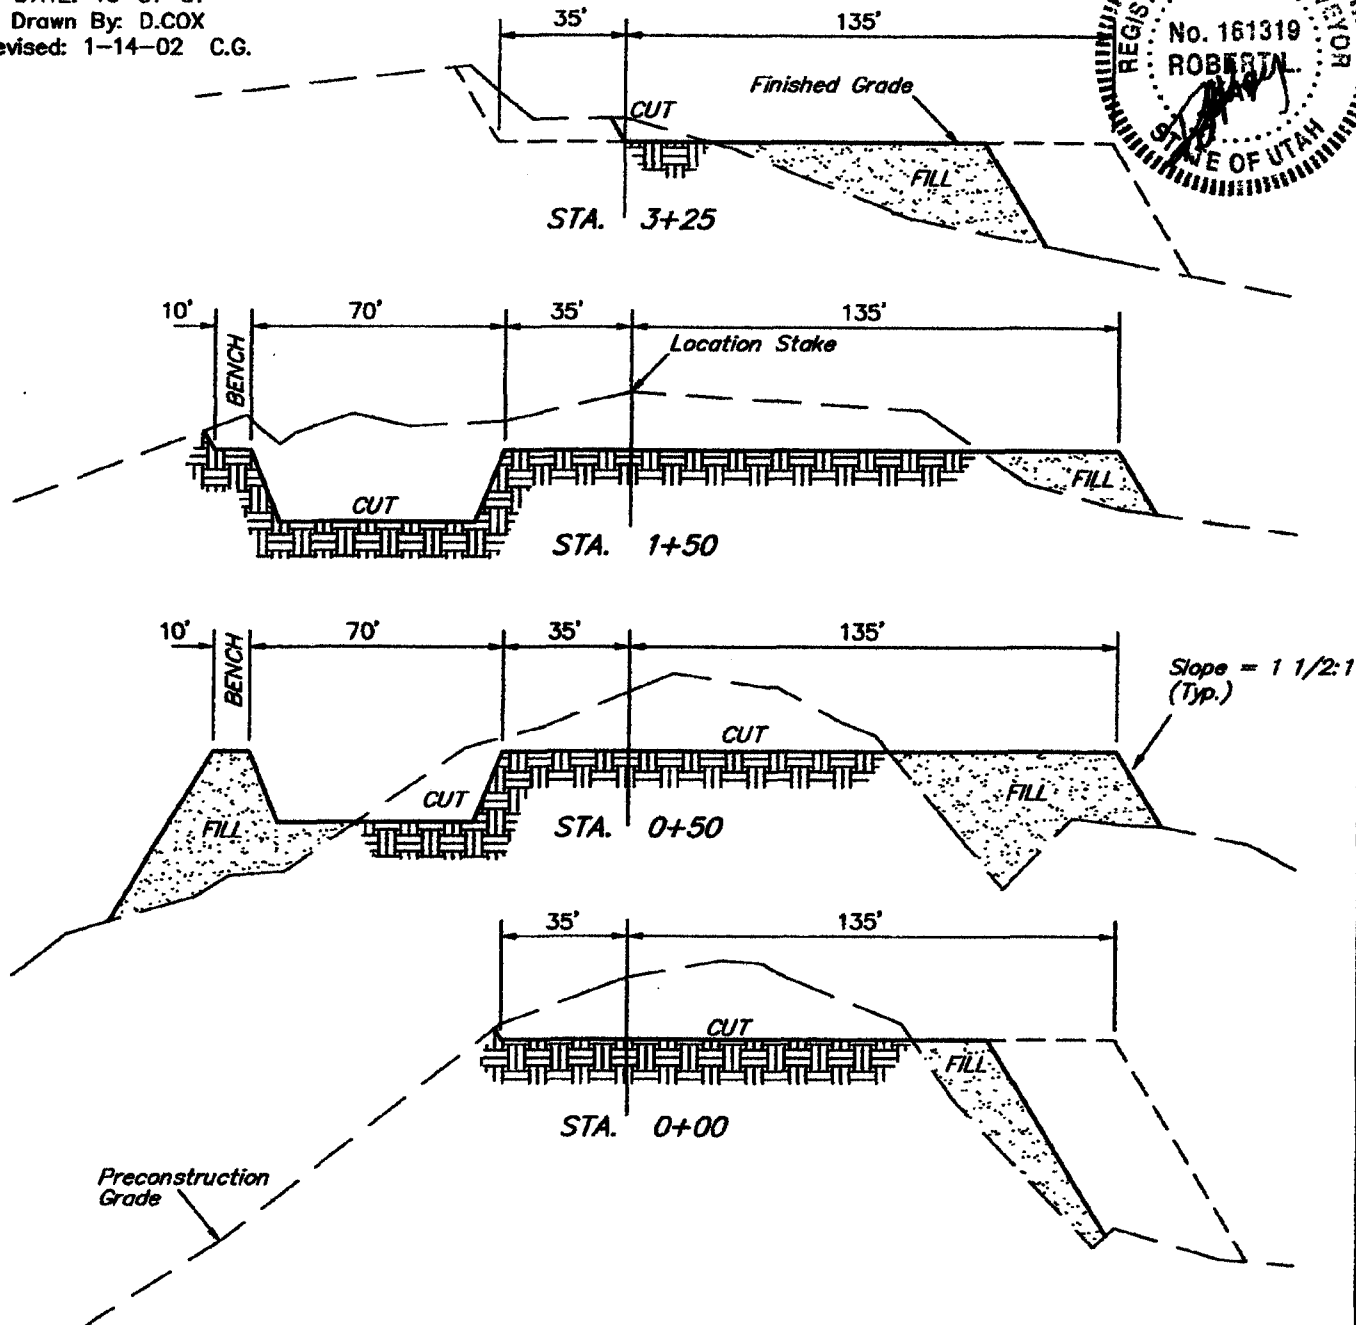 Drawn By: D.COX
evised: 1-14-02 C.G.
REGIS
VEYOR
No. 161319
ROBERT L.
STATE OF UTAH
35' 135'
CUT
Finished Grade
FILL
STA. 3+25
10' 70' 35' 135'
BENCH
Location Stake
CUT
FILL
STA. 1+50
10' 70' 35' 135'
BENCH
Slope = 1 1/2:1
(Typ.)
CUT
CUT
FILL
FILL
STA. 0+50
35' 135'
CUT
FILL
STA. 0+00
Preconstruction
Grade